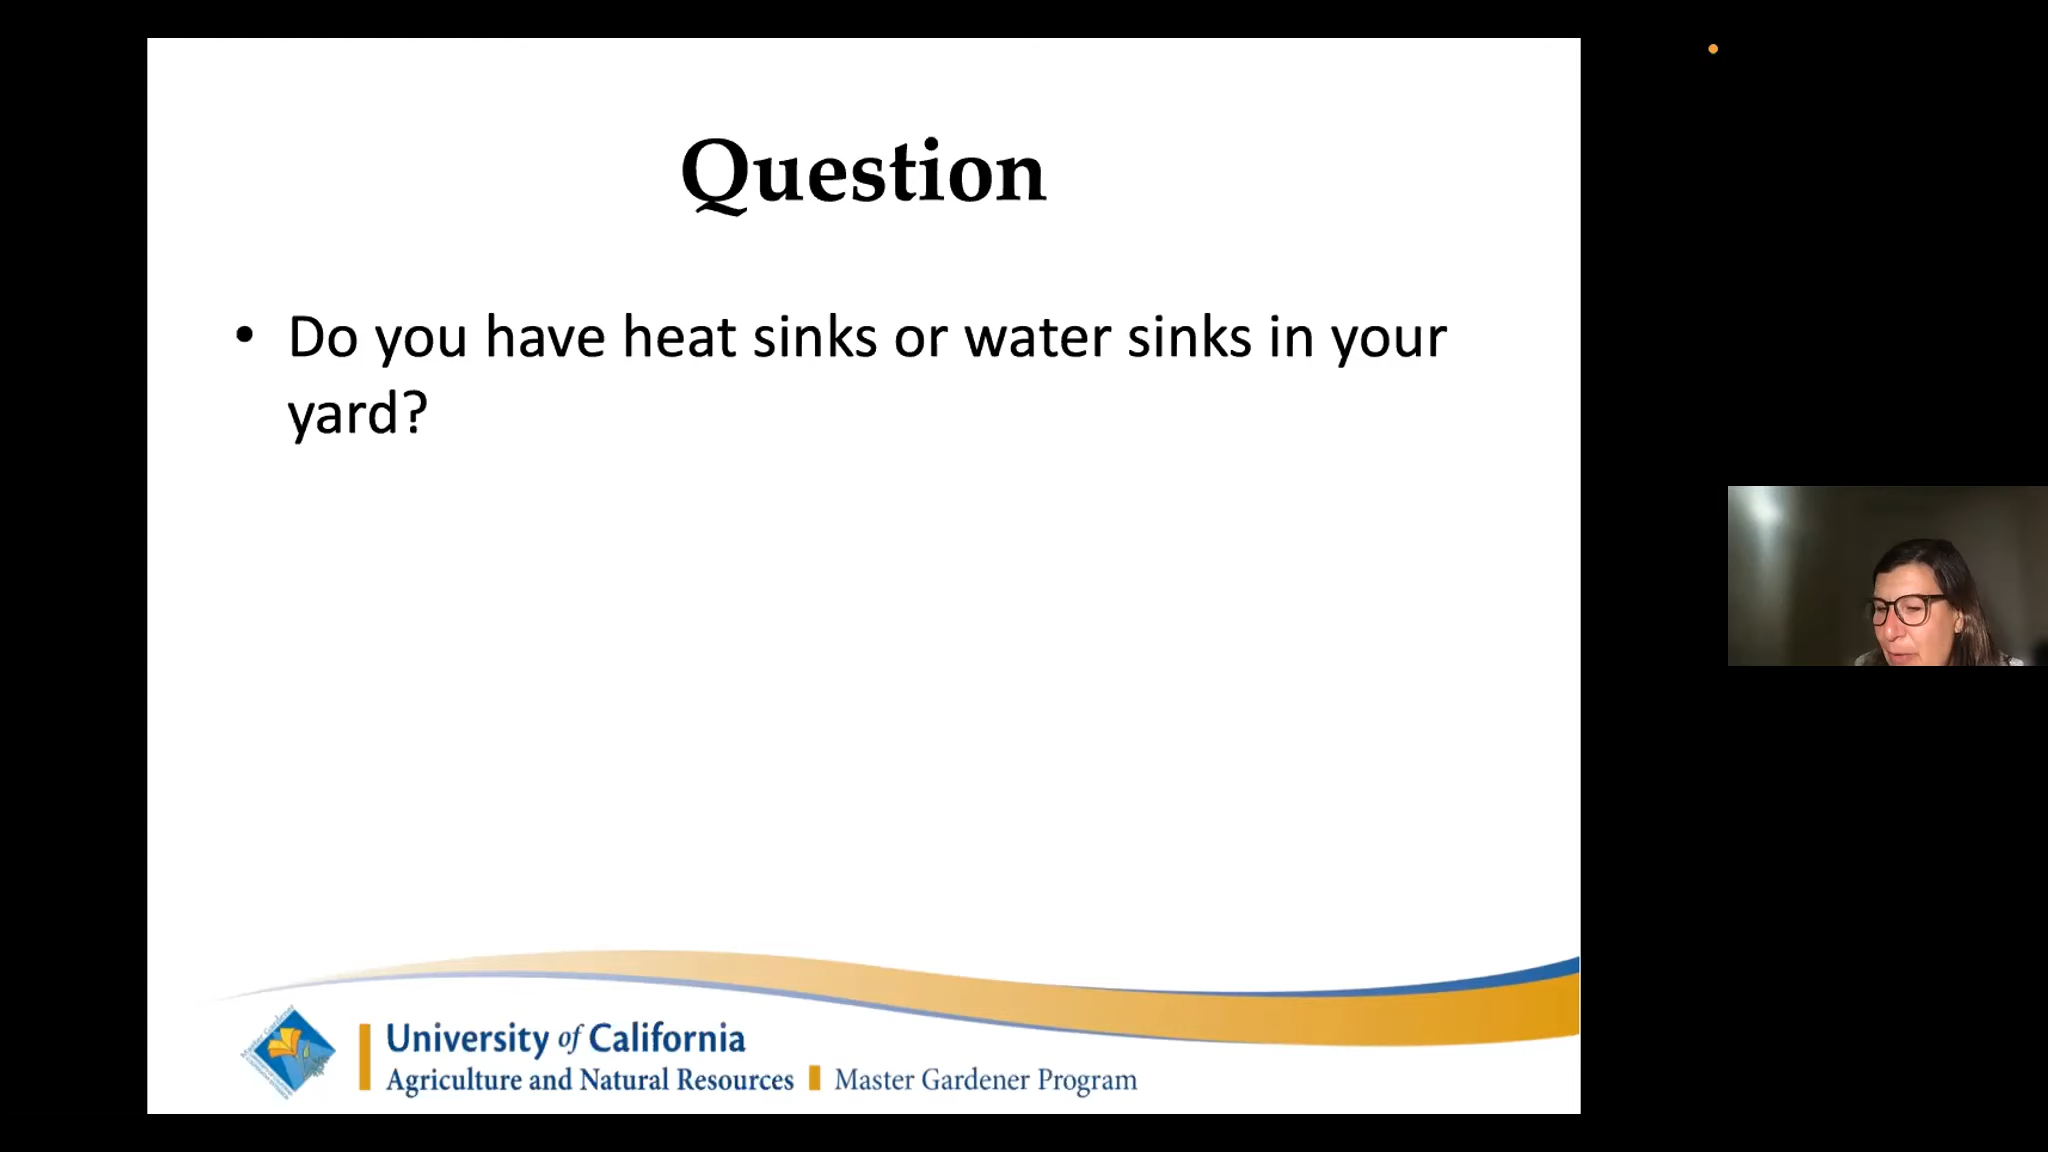 Question
• Do you have heat sinks or water sinks in your
yard?
University of California
Agriculture and Natural Resources Master Gardener Program